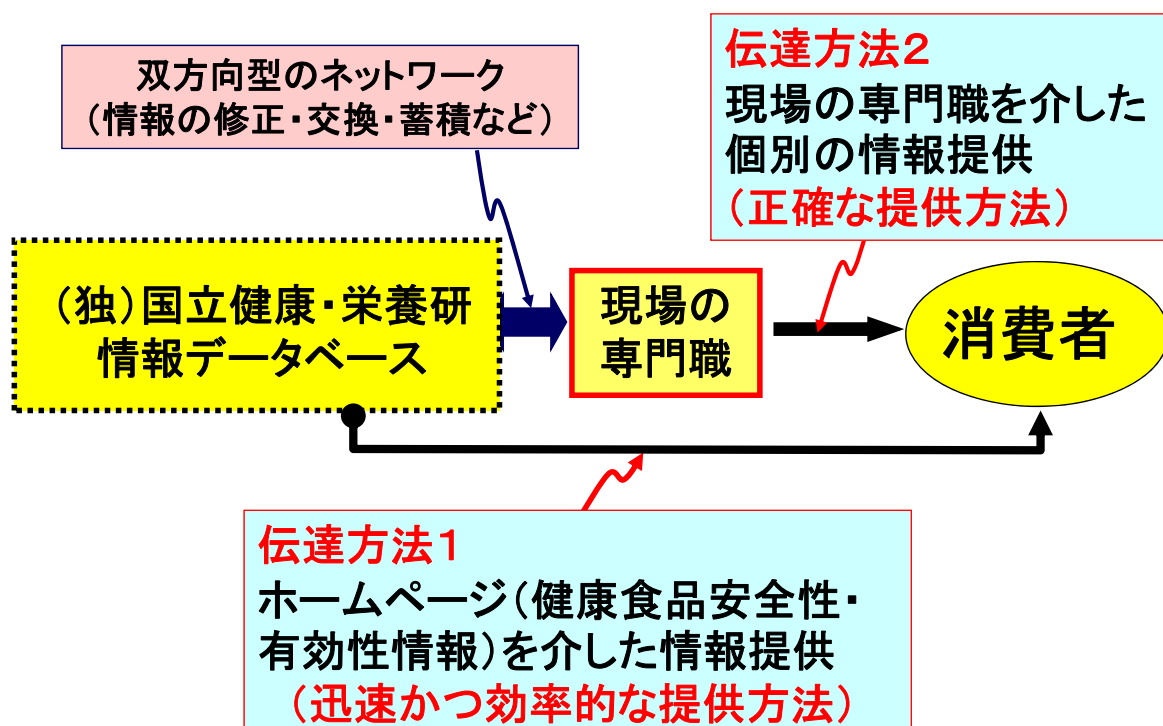 双方向型のネットワーク
（情報の修正・交換・蓄積など）
伝達方法２
現場の専門職を介した
個別の情報提供
（正確な提供方法）
（独）国立健康・栄養研
情報データベース
現場の
専門職
消費者
伝達方法１
ホームページ（健康食品安全性・
有効性情報）を介した情報提供
（迅速かつ効率的な提供方法）